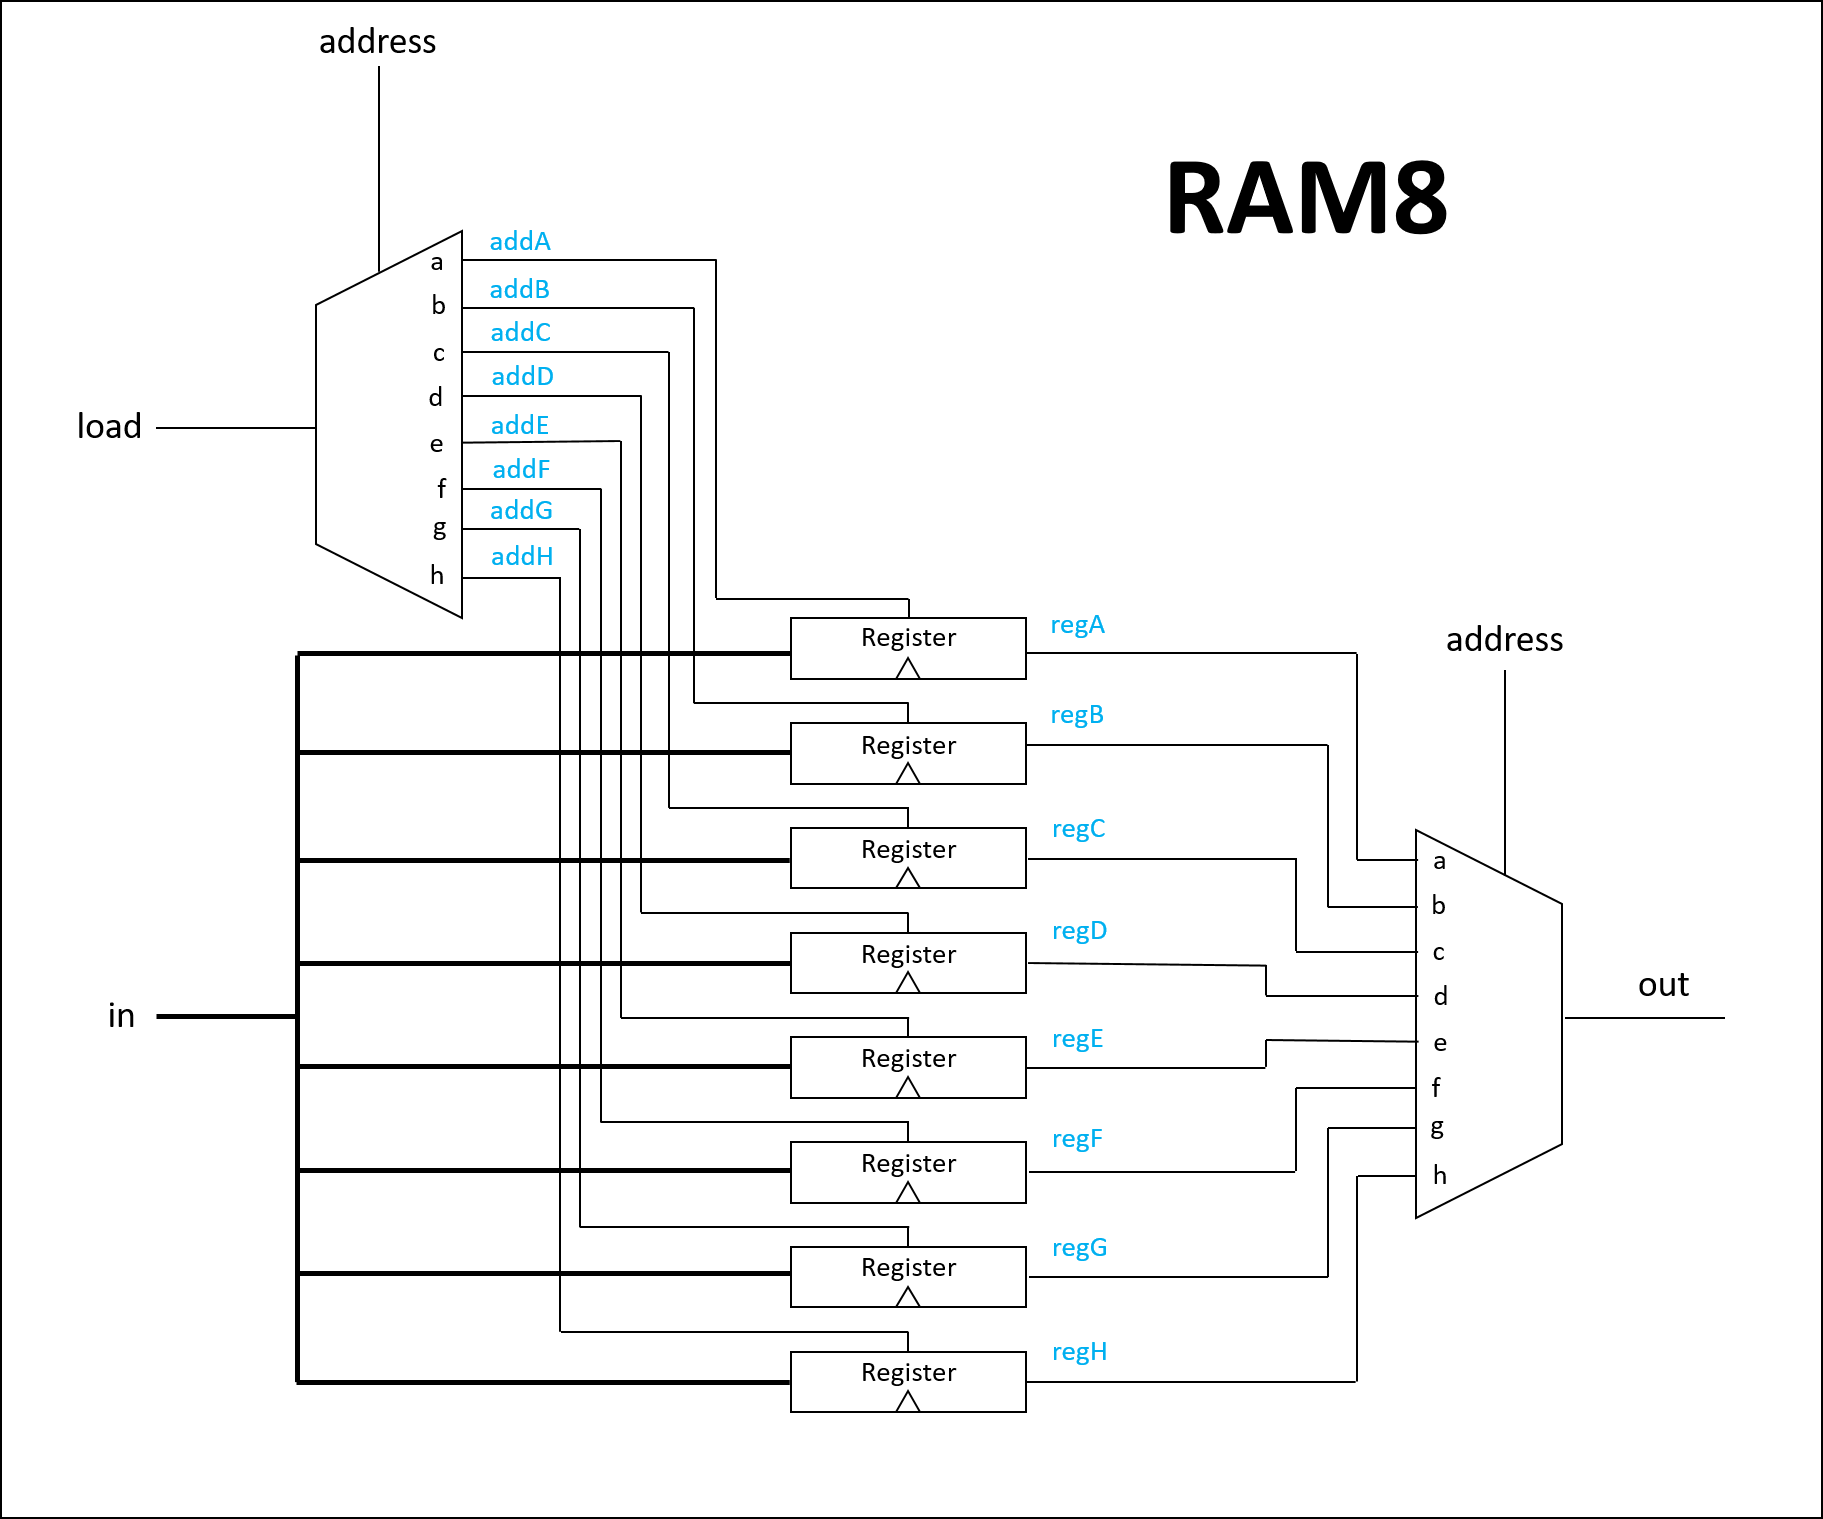 address
RAM8
a
addA
b
addB
c
addC
d
addD
load
e
addE
f
addF
g
addG
h
addH
Register
regA
address
Register
regB
Register
regC
a
b
Register
regD
c
out
d
in
Register
regE
e
f
Register
regF
g
h
Register
regG
Register
regH